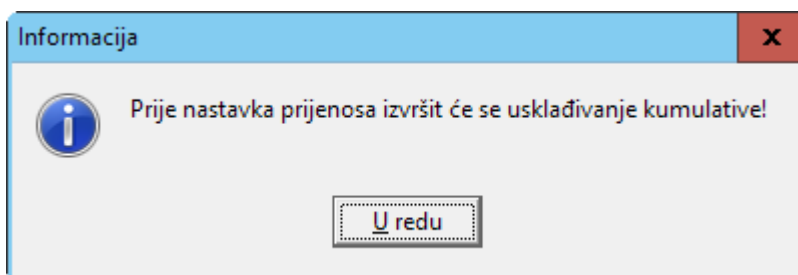 Informacija
Prije nastavka prijenosa izvršit će se usklađivanje kumulative!
U redu